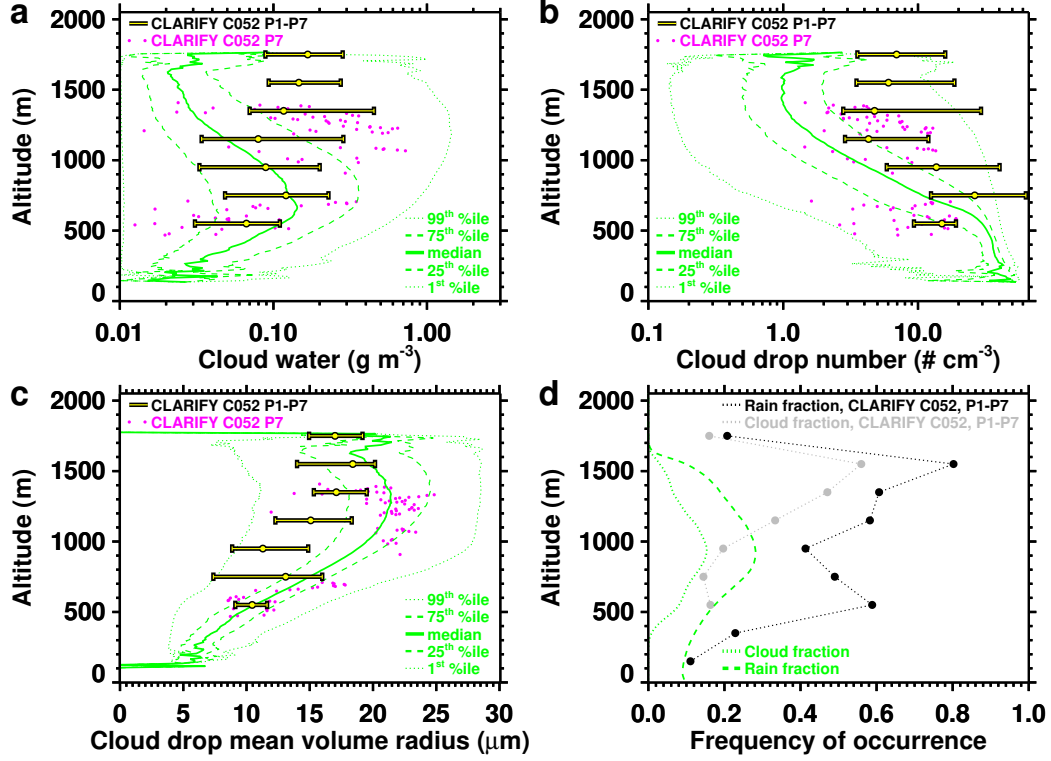 a
CLARIFY C052 P1-P7
CLARIFY C052 P7
2000
1500
1000
500
0
Altitude (m)
99th %ile
75th %ile
median
25th %ile
1st %ile
0.01
0.10
1.00
Cloud water (g m-3)
b
CLARIFY C052 P1-P7
CLARIFY C052 P7
2000
1500
1000
500
0
Altitude (m)
99th %ile
75th %ile
median
25th %ile
1st %ile
0.1
1.0
10.0
Cloud drop number (# cm-3)
c
CLARIFY C052 P1-P7
CLARIFY C052 P7
2000
1500
1000
500
0
Altitude (m)
99th %ile
75th %ile
median
25th %ile
1st %ile
0 5 10 15 20 25 30
Cloud drop mean volume radius (μm)
d
Rain fraction, CLARIFY C052, P1-P7
Cloud fraction, CLARIFY C052, P1-P7
2000
1500
1000
500
0
Altitude (m)
Cloud fraction
Rain fraction
0.0 0.2 0.4 0.6 0.8 1.0
Frequency of occurrence